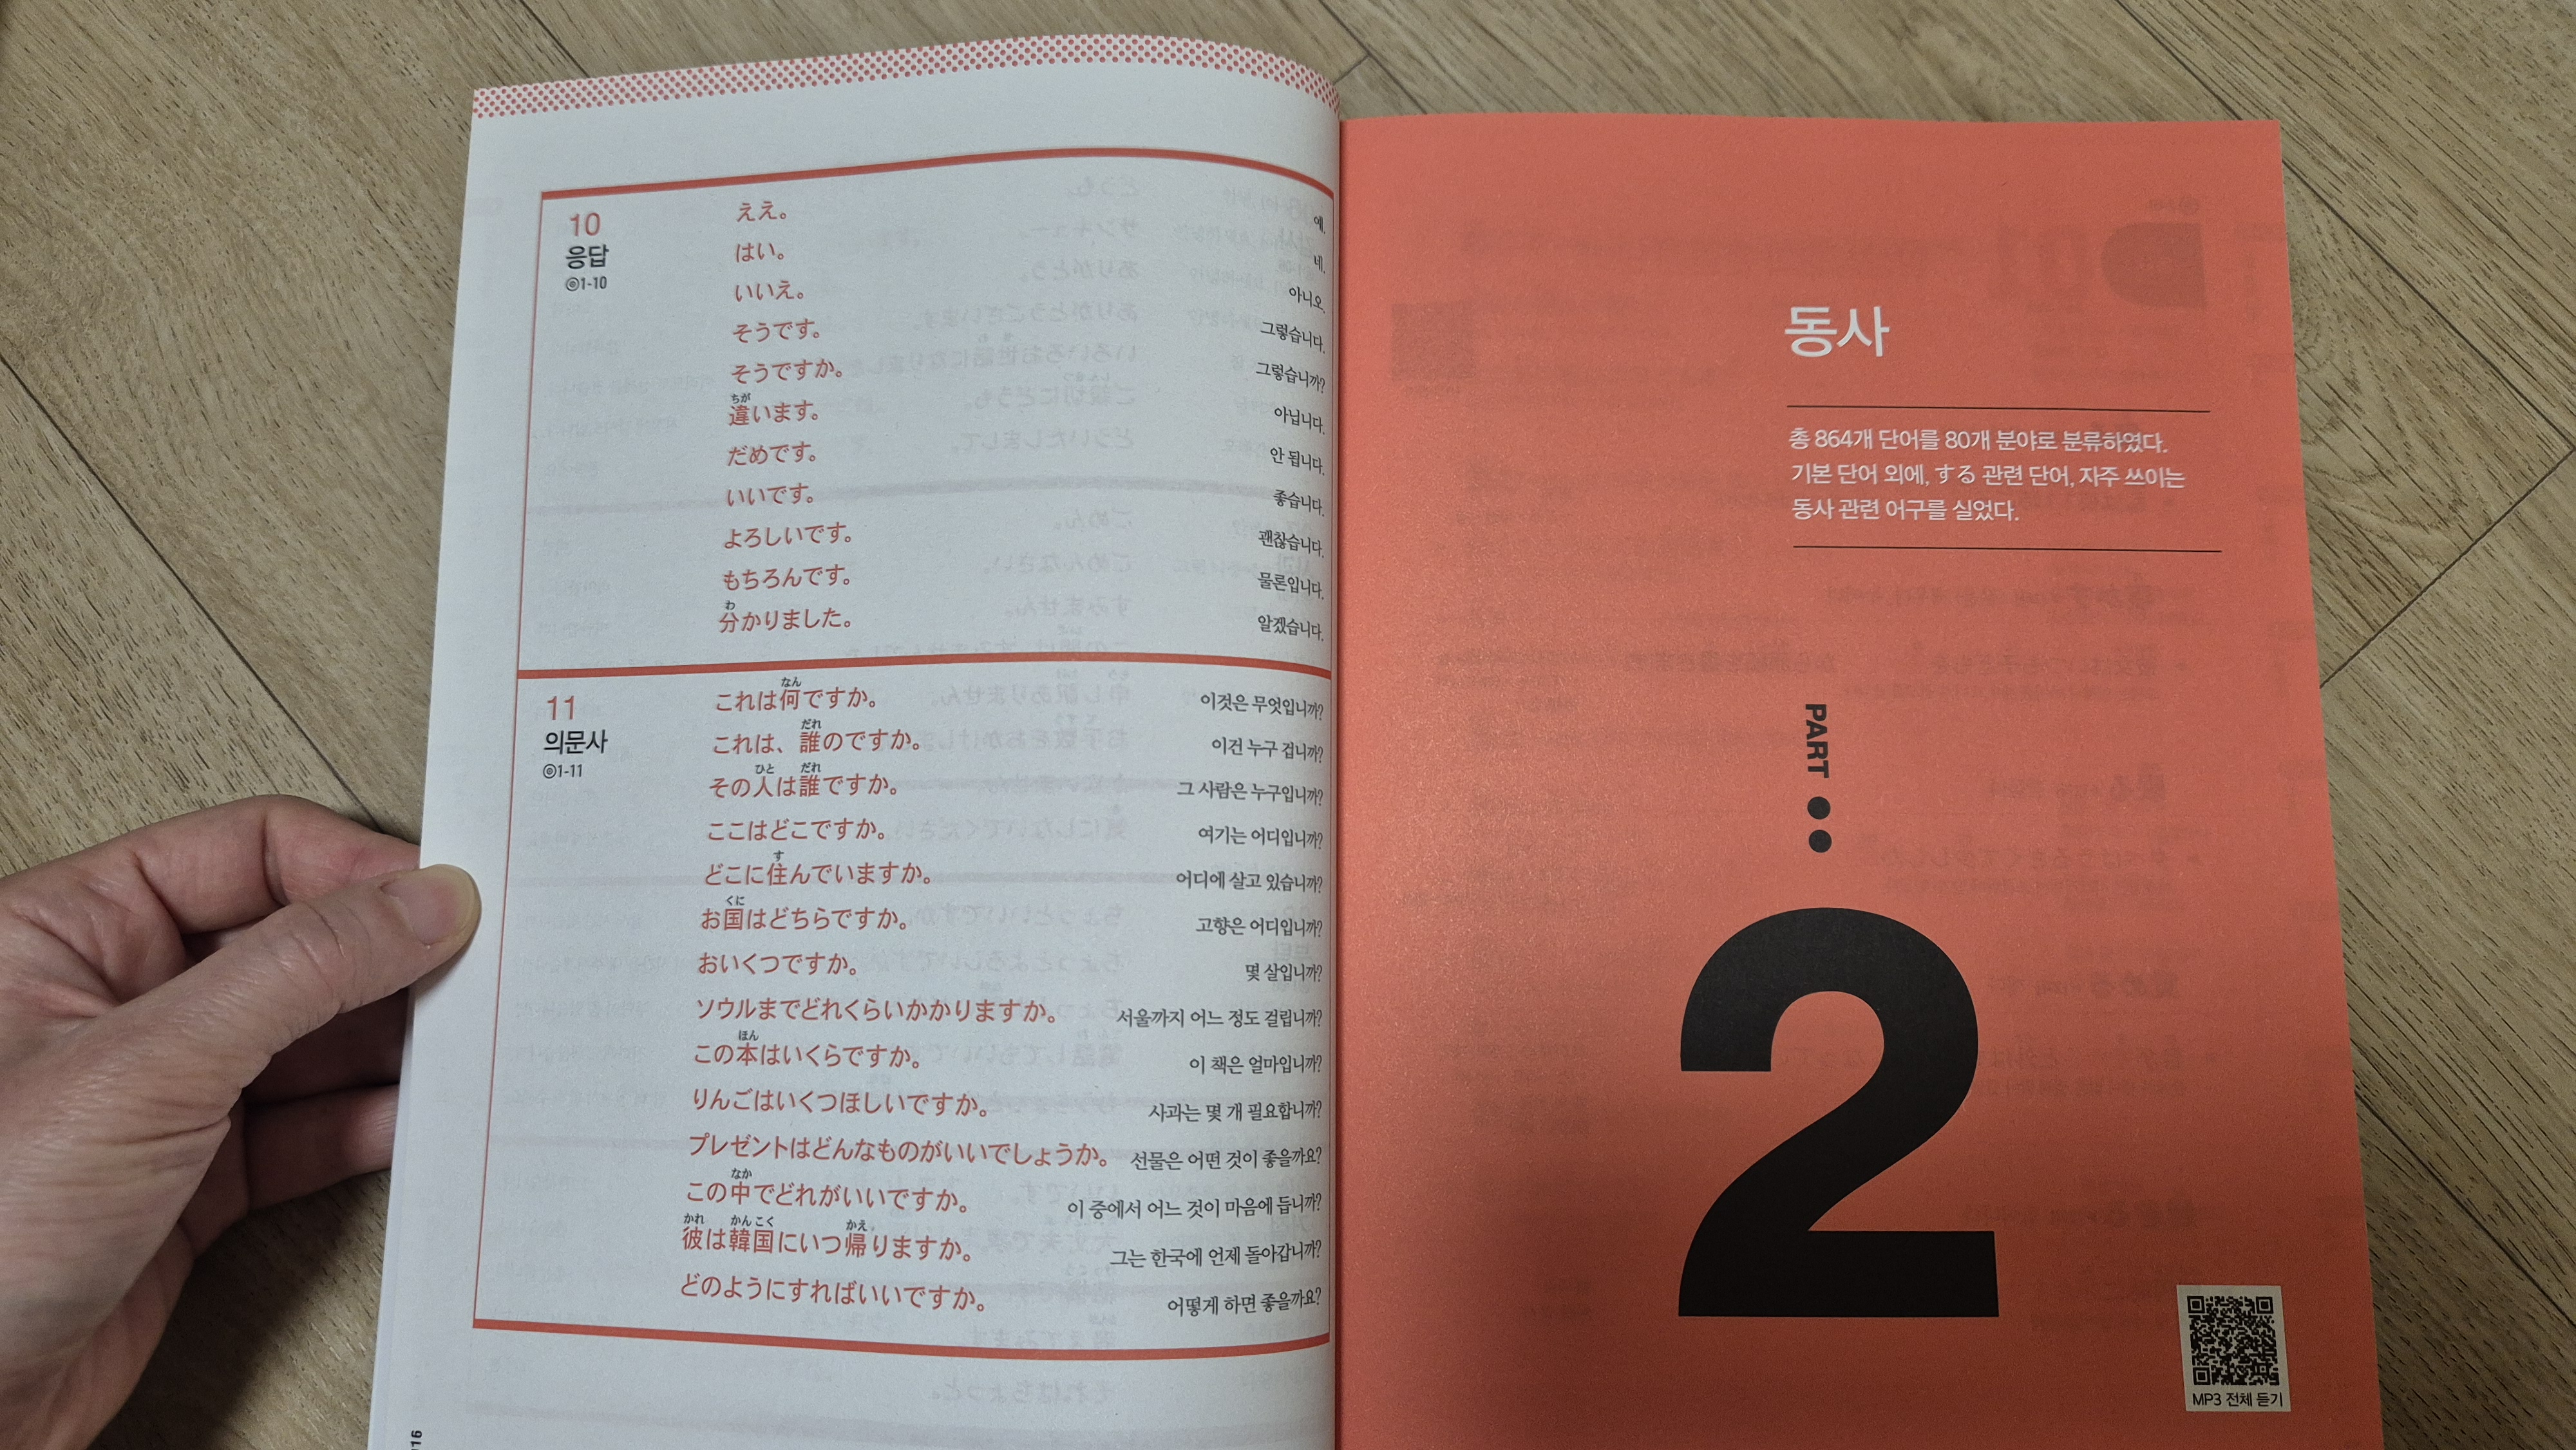 10
응답
◎1-10
ええ。 예.
はい。 네.
いいえ。 아니오.
そうです。 그렇습니다.
そうですか。 그렇습니까?
ちが
違います。 아닙니다.
だめです。 안 됩니다.
いいです。 좋습니다.
よろしいです。 괜찮습니다.
もちろんです。 물론입니다.
わ
分かりました。 알겠습니다.
11
의문사
◎1-11
なん
これは何ですか。 이것은 무엇입니까?
だれ
これは、誰のですか。 이건 누구 겁니까?
ひと だれ
その人は誰ですか。 그 사람은 누구입니까?
ここはどこですか。 여기는 어디입니까?
す
どこに住んでいますか。 어디에 살고 있습니까?
くに
お国はどちらですか。 고향은 어디입니까?
おいくつですか。 몇 살입니까?
ソウルまでどれくらいかかりますか。 서울까지 어느 정도 걸립니까?
ほん
この本はいくらですか。 이 책은 얼마입니까?
りんごはいくつほしいですか。 사과는 몇 개 필요합니까?
プレゼントはどんなものがいいでしょうか。 선물은 어떤 것이 좋을까요?
なか
この中でどれがいいですか。 이 중에서 어느 것이 마음에 듭니까?
かれ かんこく かえ
彼は韓国にいつ帰りますか。 그는 한국에 언제 돌아갑니까?
どのようにすればいいですか。 어떻게 하면 좋을까요?
동사
총 864개 단어를 80개 분야로 분류하였다.
기본 단어 외에, する 관련 단어, 자주 쓰이는
동사 관련 어구를 실었다.
PART
2
MP3 전체 듣기